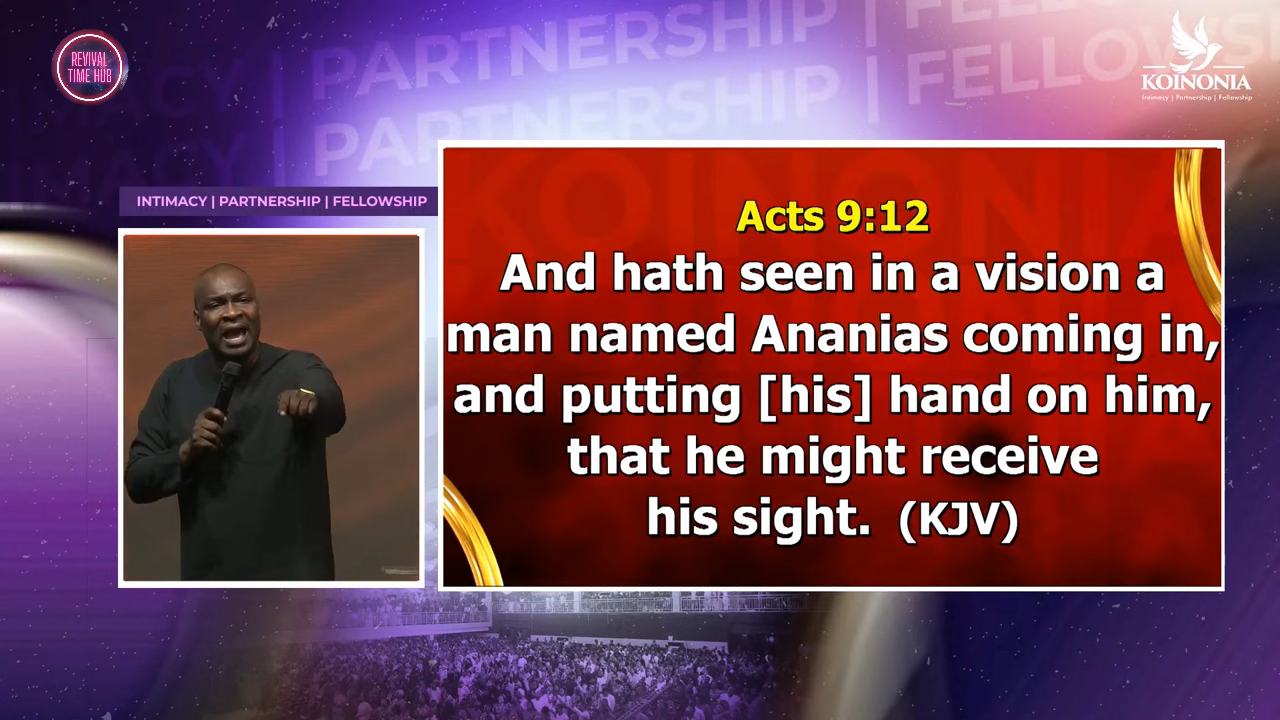 PARTNERSHIP | FELLOWSHIP
PARTNERSHIP | FELLOWSHIP
REVIVAL
TIME HUB
KOINONIA
Intimacy | Partnership | Fellowship
INTIMACY | PARTNERSHIP | FELLOWSHIP
Acts 9:12
And hath seen in a vision a
man named Ananias coming in,
and putting [his] hand on him,
that he might receive
his sight. (KJV)